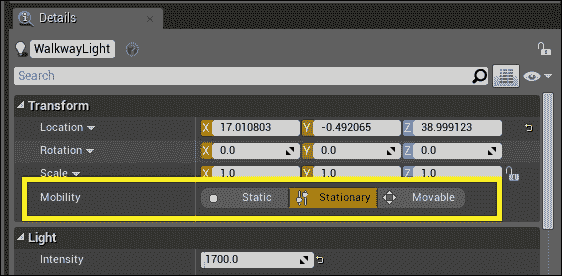 Details
WalkwayLight
Search
Transform
Location X 17.010803 Y -0.492065 Z 38.999123
Rotation X 0.0 Y 0.0 Z 0.0
Scale X 1.0 Y 1.0 Z 1.0
Mobility Static Stationary Movable
Light
Intensity 1700.0